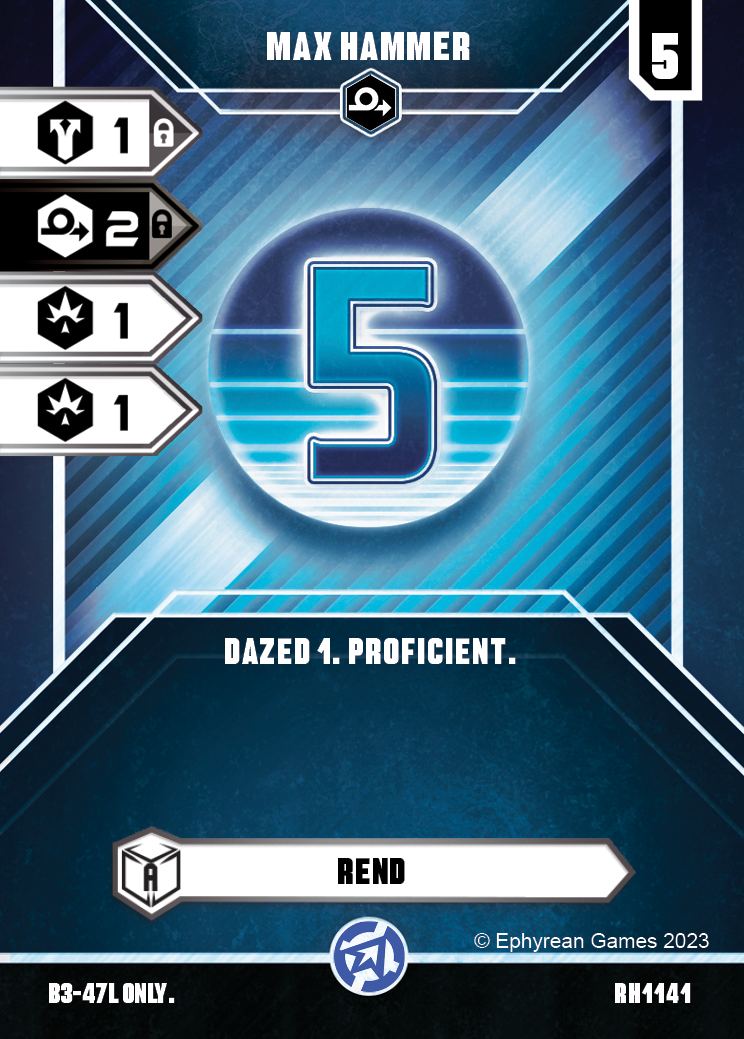 MAX HAMMER
5
1
2
1
1
5
DAZED 1. PROFICIENT.
A
REND
© Ephyrean Games 2023
B3-47L ONLY.
RH1141